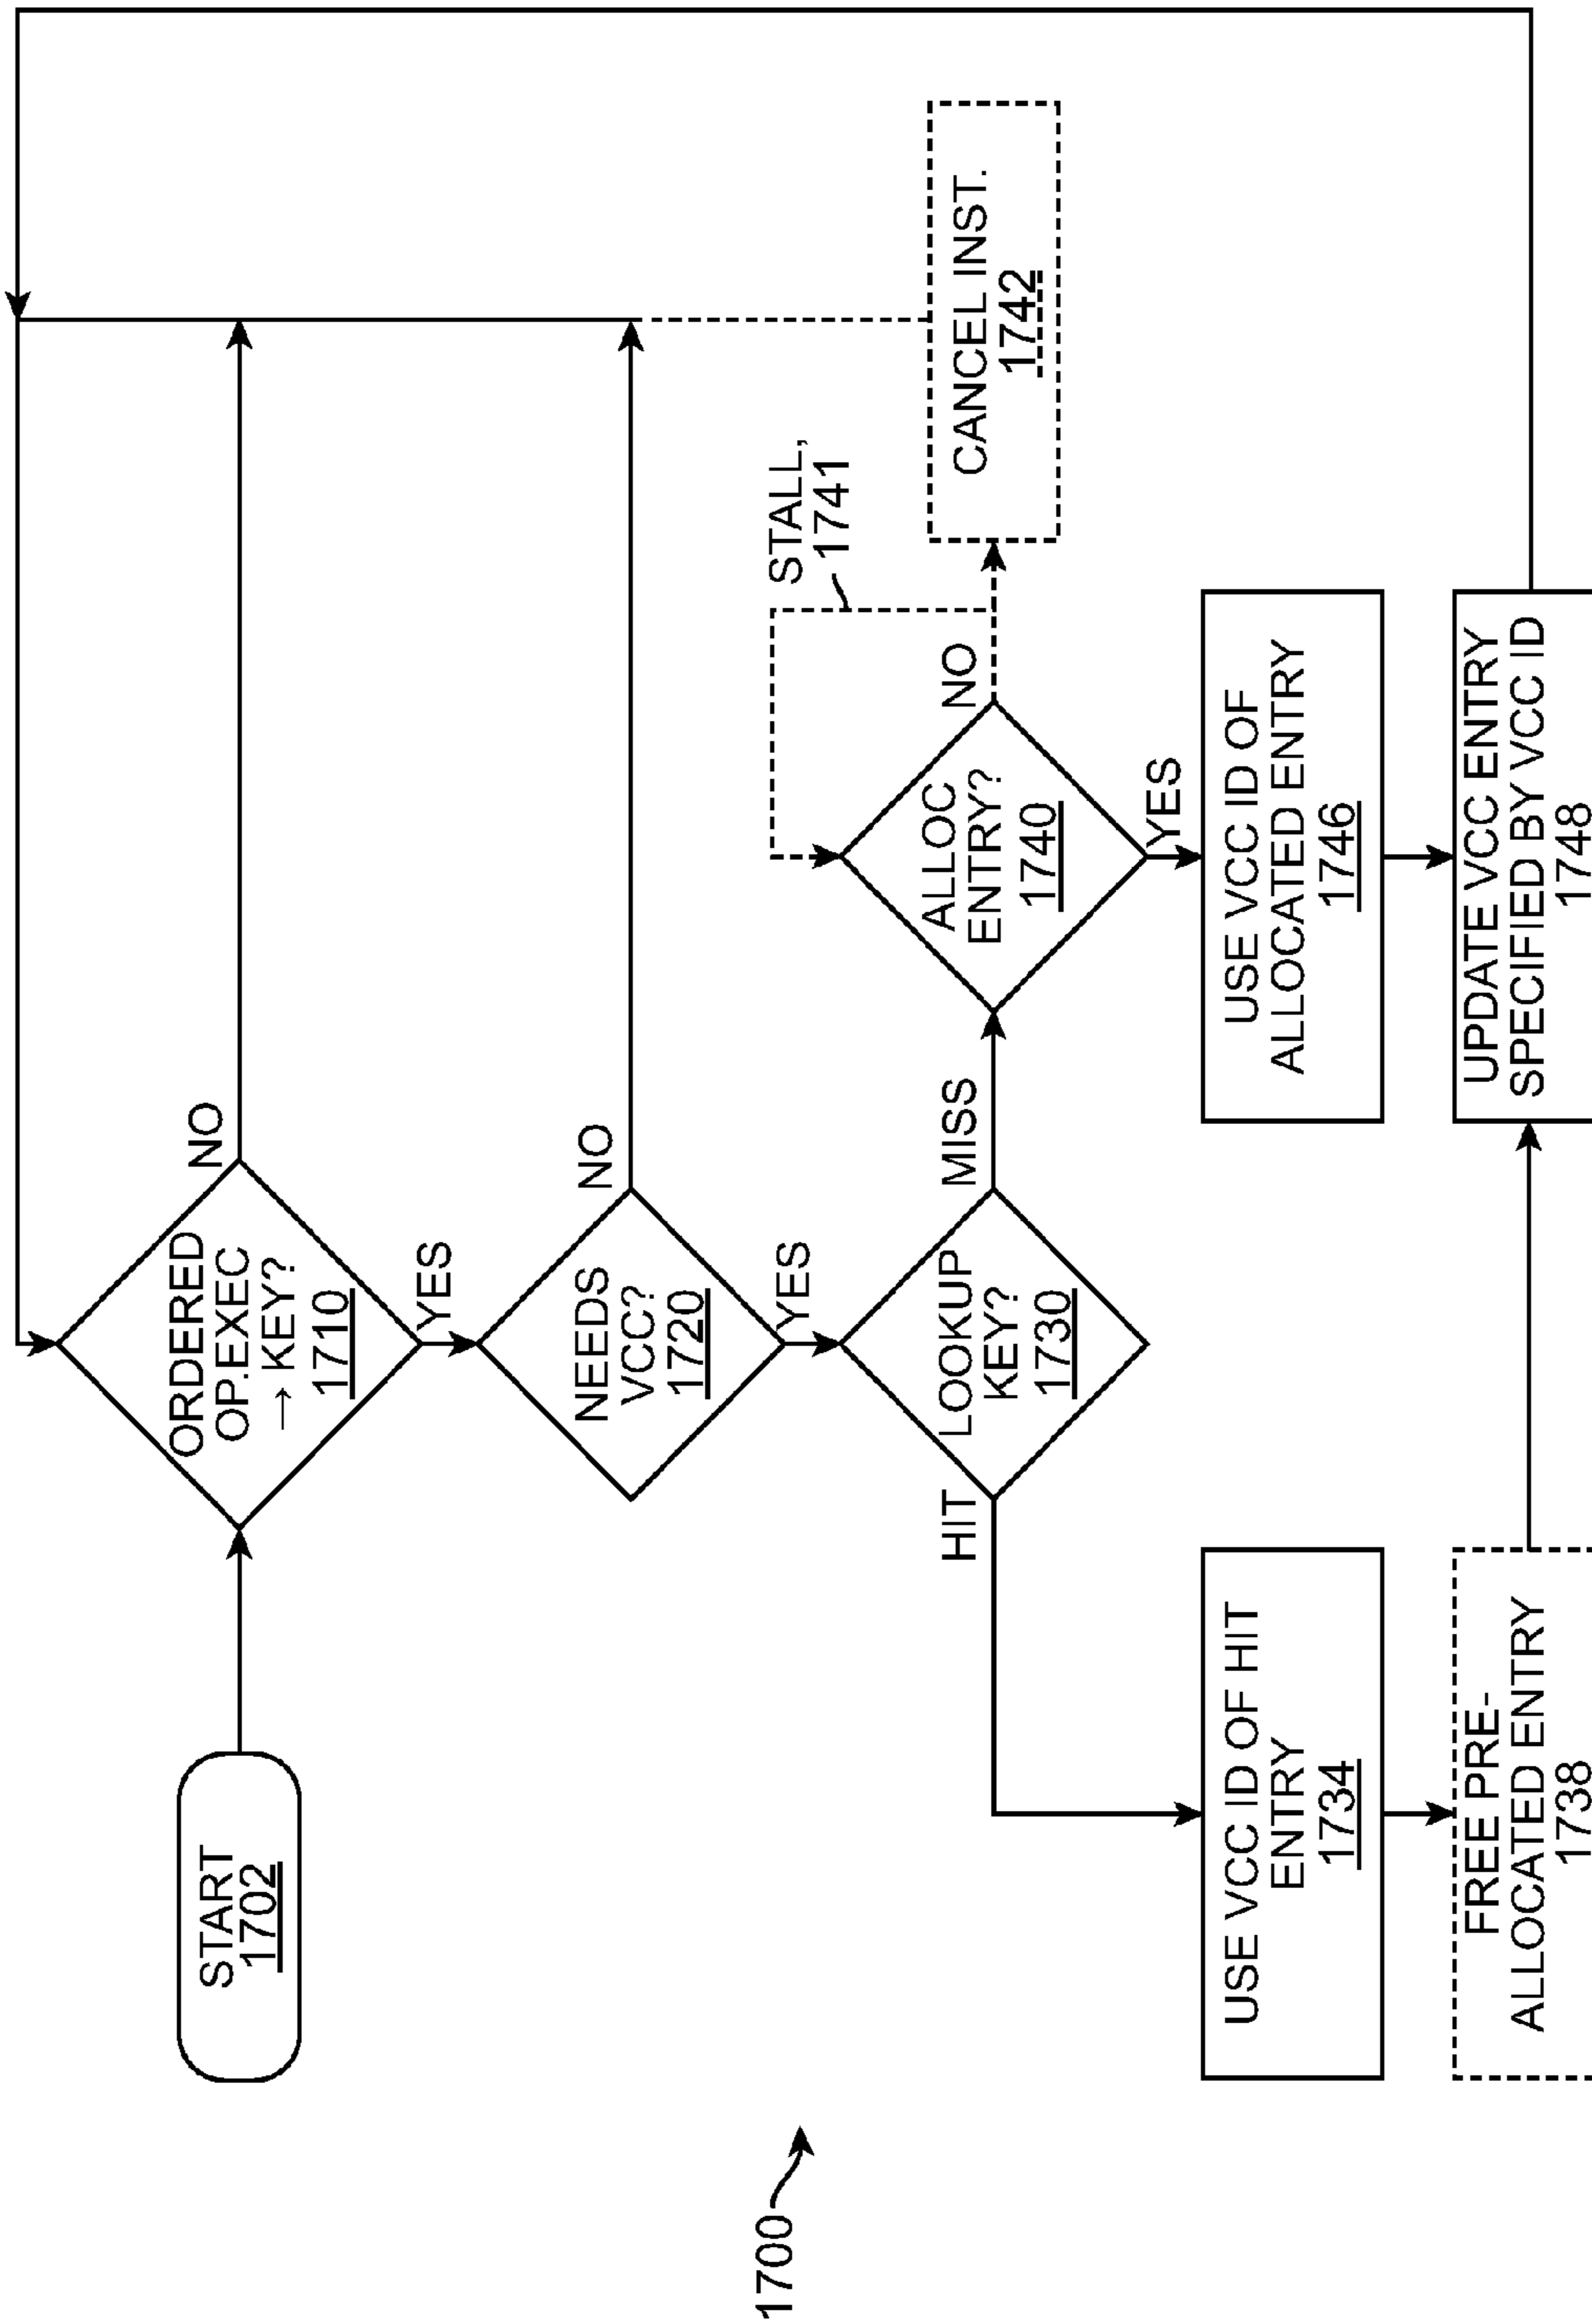 1700
START
1702
ORDERED
OP.EXEC
→ KEY?
1710
NO
YES
NEEDS
VCC?
1720
NO
YES
LOOKUP
KEY?
1730
HIT
MISS
ALLOC
ENTRY?
1740
NO
YES
STALL,
1741
CANCEL INST.
1742
USE VCC ID OF HIT
ENTRY
1734
USE VCC ID OF
ALLOCATED ENTRY
1746
FREE PRE-
ALLOCATED ENTRY
1738
UPDATE VCC ENTRY
SPECIFIED BY VCC ID
1748